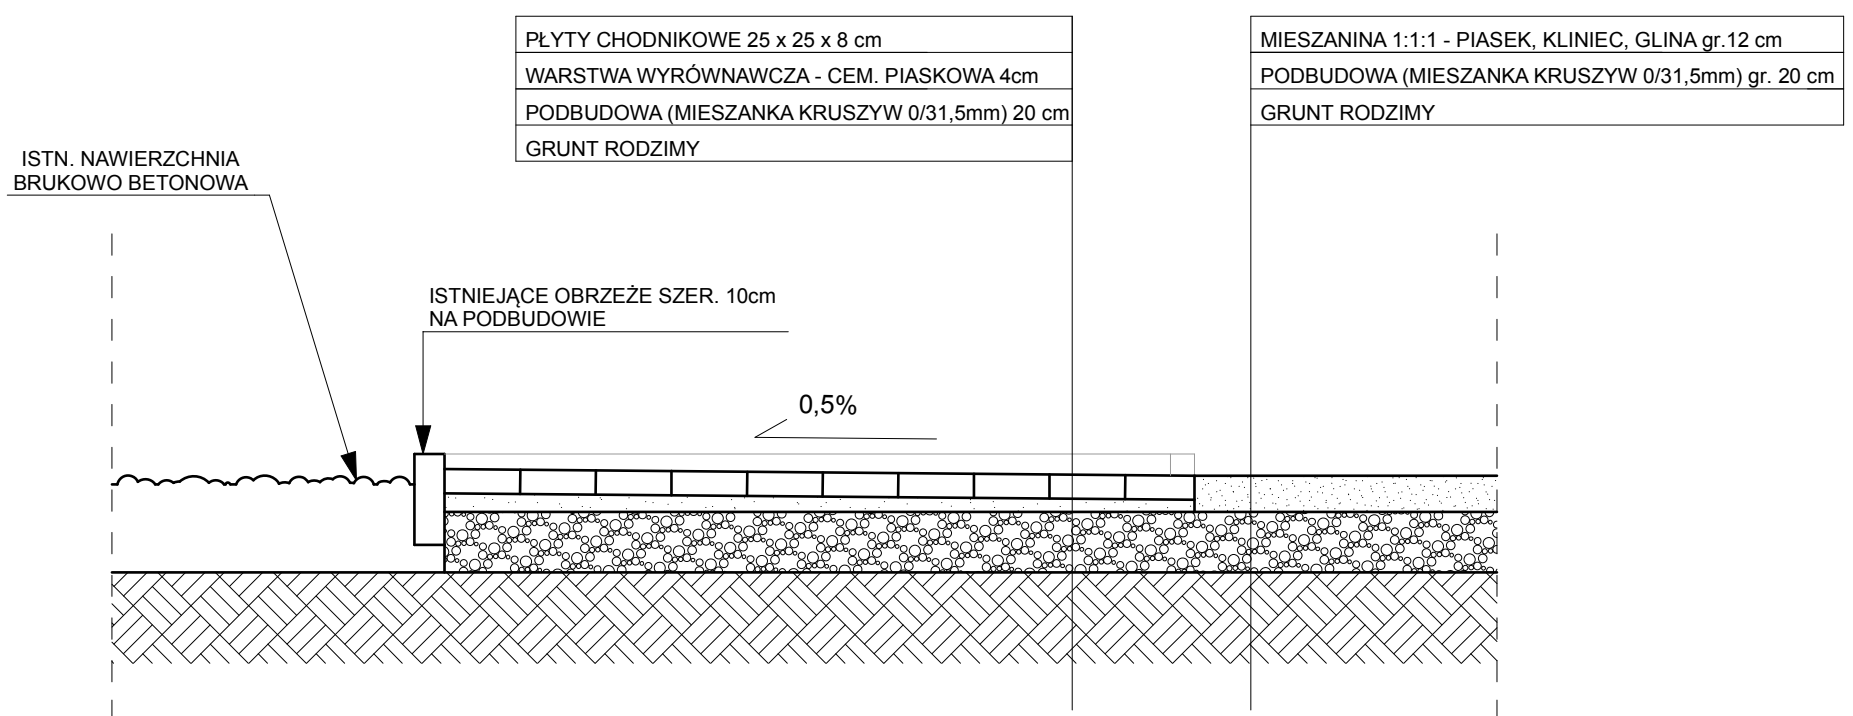 PŁYTY CHODNIKOWE 25 x 25 x 8 cm
WARSTWA WYRÓWNAWCZA - CEM. PIASKOWA 4cm
PODBUDOWA (MIESZANKA KRUSZYW 0/31,5mm) 20 cm
GRUNT RODZIMY
MIESZANINA 1:1:1 - PIASEK, KLINIEC, GLINA gr.12 cm
PODBUDOWA (MIESZANKA KRUSZYW 0/31,5mm) gr. 20 cm
GRUNT RODZIMY
ISTN. NAWIERZCHNIA
BRUKOWO BETONOWA
ISTNIEJĄCE OBRZEŻE SZER. 10cm
NA PODBUDOWIE
0,5%